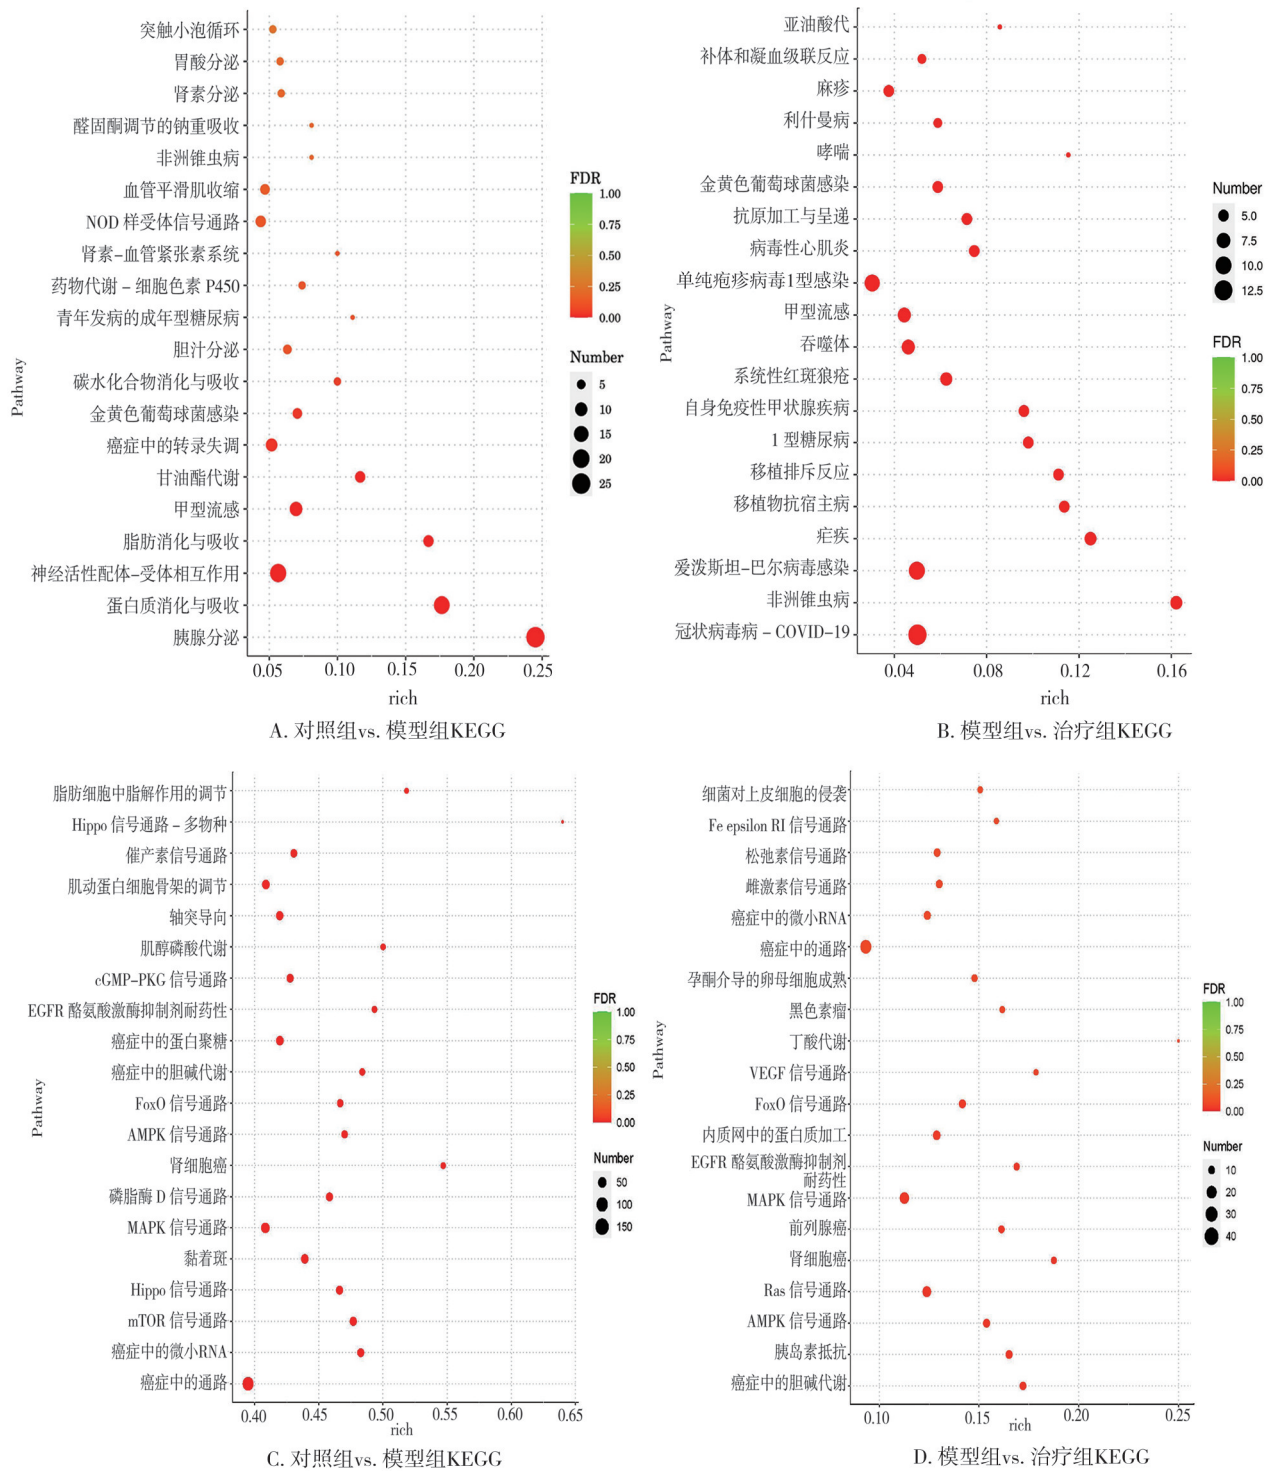 突触小泡循环
胃酸分泌
肾素分泌
醛固酮调节的钠重吸收
非洲锥虫病
血管平滑肌收缩
NOD 样受体信号通路
肾素–血管紧张素系统
药物代谢 – 细胞色素 P450
青年发病的成年型糖尿病
胆汁分泌
碳水化合物消化与吸收
金黄色葡萄球菌感染
癌症中的转录失调
甘油酯代谢
甲型流感
脂肪消化与吸收
神经活性配体–受体相互作用
蛋白质消化与吸收
胰腺分泌
Pathway
0.05 0.10 0.15 0.20 0.25
rich
FDR
1.00
0.75
0.50
0.25
0.00
Number
5
10
15
20
25
A. 对照组vs. 模型组KEGG
亚油酸代
补体和凝血级联反应
麻疹
利什曼病
哮喘
金黄色葡萄球菌感染
抗原加工与呈递
病毒性心肌炎
单纯疱疹病毒1型感染
甲型流感
吞噬体
系统性红斑狼疮
自身免疫性甲状腺疾病
1 型糖尿病
移植排斥反应
移植物抗宿主病
疟疾
爱泼斯坦–巴尔病毒感染
非洲锥虫病
冠状病毒病 – COVID–19
Pathway
0.04 0.08 0.12 0.16
rich
Number
5.0
7.5
10.0
12.5
FDR
1.00
0.75
0.50
0.25
0.00
B. 模型组vs. 治疗组KEGG
脂肪细胞中脂解作用的调节
Hippo 信号通路 – 多物种
催产素信号通路
肌动蛋白细胞骨架的调节
轴突导向
肌醇磷酸代谢
cGMP–PKG 信号通路
EGFR 酪氨酸激酶抑制剂耐药性
癌症中的蛋白聚糖
癌症中的胆碱代谢
FoxO 信号通路
AMPK 信号通路
肾细胞癌
磷脂酶 D 信号通路
MAPK 信号通路
黏着斑
Hippo 信号通路
mTOR 信号通路
癌症中的微小RNA
癌症中的通路
Pathway
0.40 0.45 0.50 0.55 0.60 0.65
rich
FDR
1.00
0.75
0.50
0.25
0.00
Number
50
100
150
C. 对照组vs. 模型组KEGG
细菌对上皮细胞的侵袭
Fe epsilon RI 信号通路
松弛素信号通路
雌激素信号通路
癌症中的微小RNA
癌症中的通路
孕酮介导的卵母细胞成熟
黑色素瘤
丁酸代谢
VEGF 信号通路
FoxO 信号通路
内质网中的蛋白质加工
EGFR 酪氨酸激酶抑制剂
耐药性
MAPK 信号通路
前列腺癌
肾细胞癌
Ras 信号通路
AMPK 信号通路
胰岛素抵抗
癌症中的胆碱代谢
Pathway
0.10 0.15 0.20 0.25
rich
FDR
1.00
0.75
0.50
0.25
0.00
Number
10
20
30
40
D. 模型组vs. 治疗组KEGG